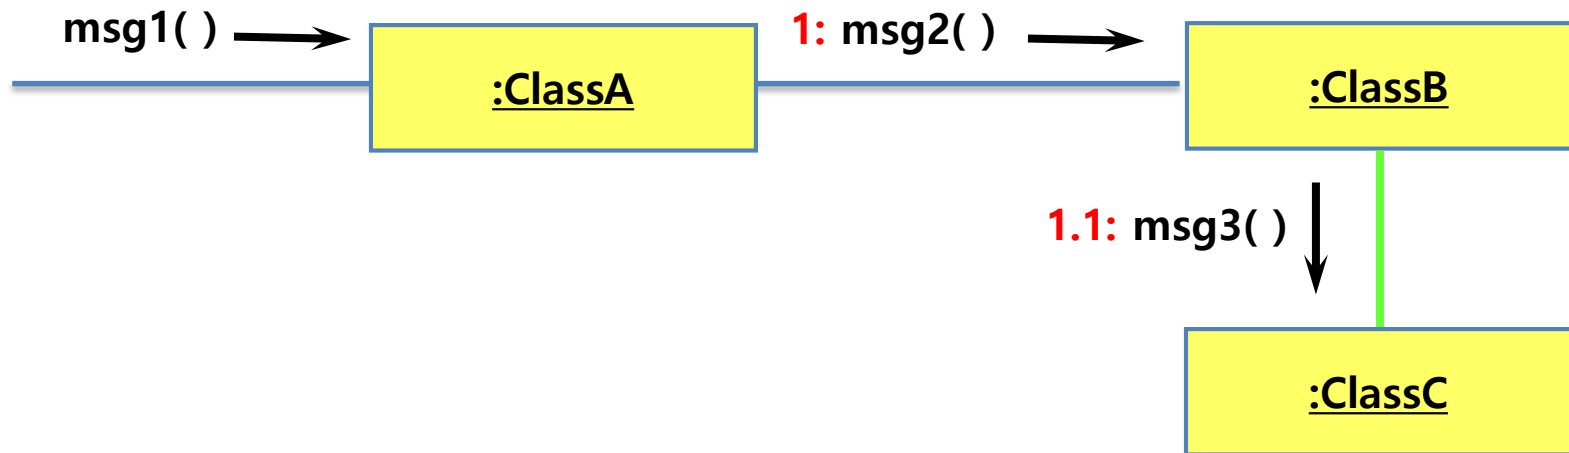 msg1( )
1: msg2( )
:ClassA
:ClassB
1.1: msg3( )
:ClassC